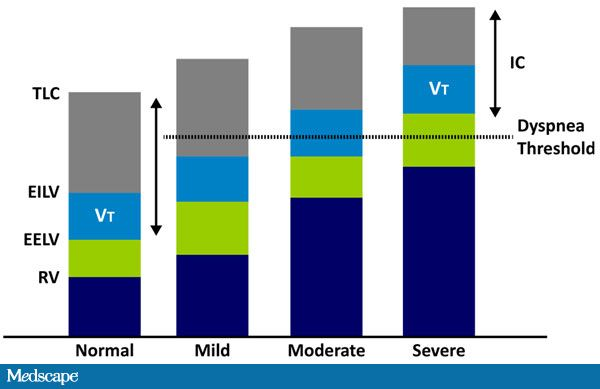 TLC
EILV
EELV
RV
VT
VT
IC
Dyspnea
Threshold
Normal
Mild
Moderate
Severe
Medscape